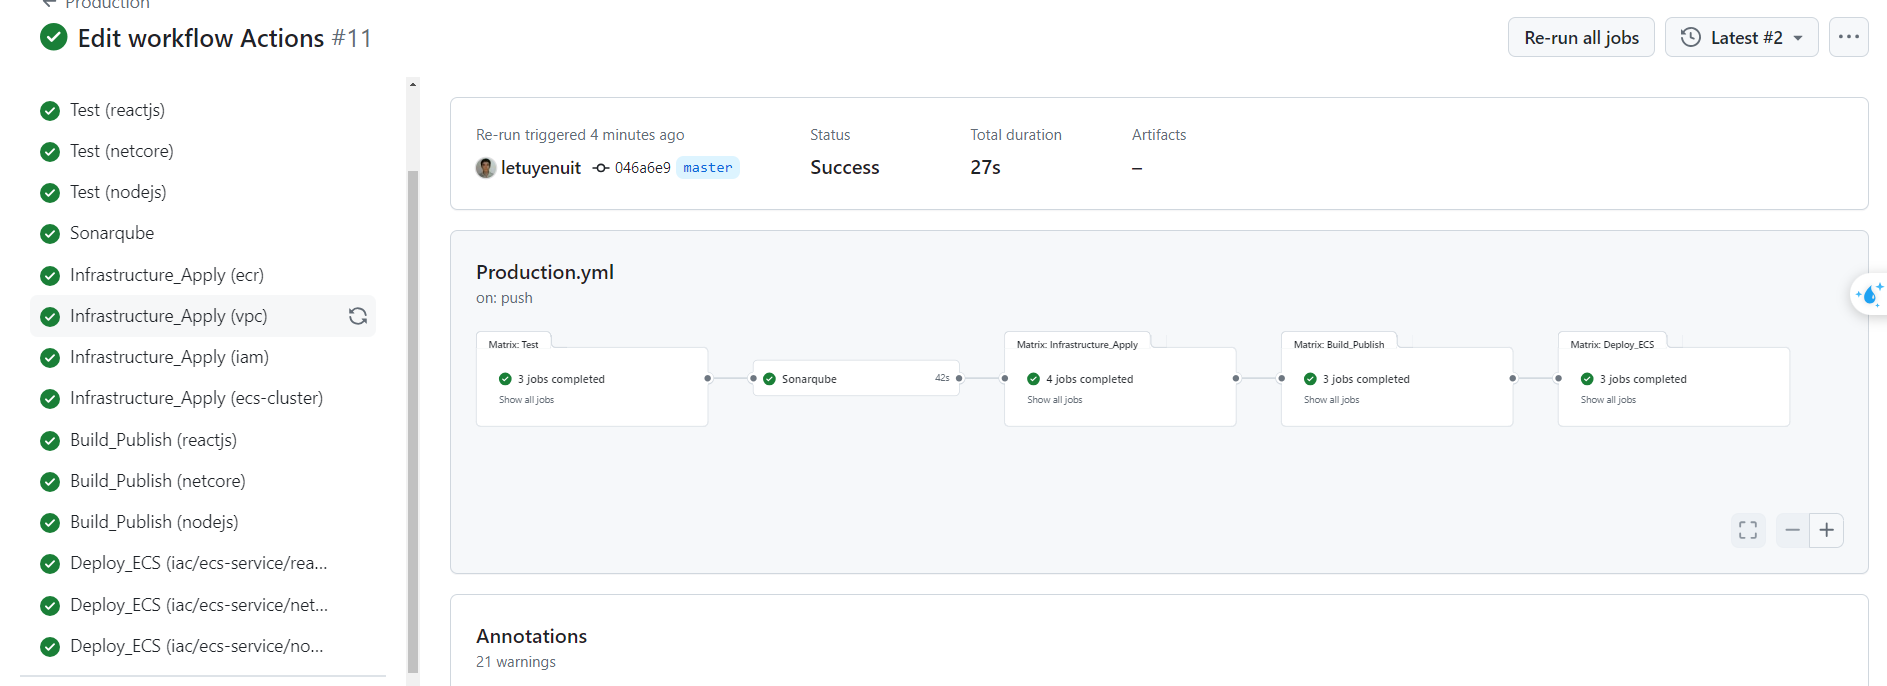 Production
Edit workflow Actions #11
Re-run all jobs
Latest #2
Test (reactjs)
Test (netcore)
Test (nodejs)
Sonarqube
Infrastructure_Apply (ecr)
Infrastructure_Apply (vpc)
Infrastructure_Apply (iam)
Infrastructure_Apply (ecs-cluster)
Build_Publish (reactjs)
Build_Publish (netcore)
Build_Publish (nodejs)
Deploy_ECS (iac/ecs-service/rea...
Deploy_ECS (iac/ecs-service/net...
Deploy_ECS (iac/ecs-service/no...
Re-run triggered 4 minutes ago
letuyenuit 046a6e9 master
Status
Success
Total duration
27s
Artifacts
–
Production.yml
on: push
Matrix: Test
3 jobs completed
Show all jobs
Sonarqube 42s
Matrix: Infrastructure_Apply
4 jobs completed
Show all jobs
Matrix: Build_Publish
3 jobs completed
Show all jobs
Matrix: Deploy_ECS
3 jobs completed
Show all jobs
Annotations
21 warnings